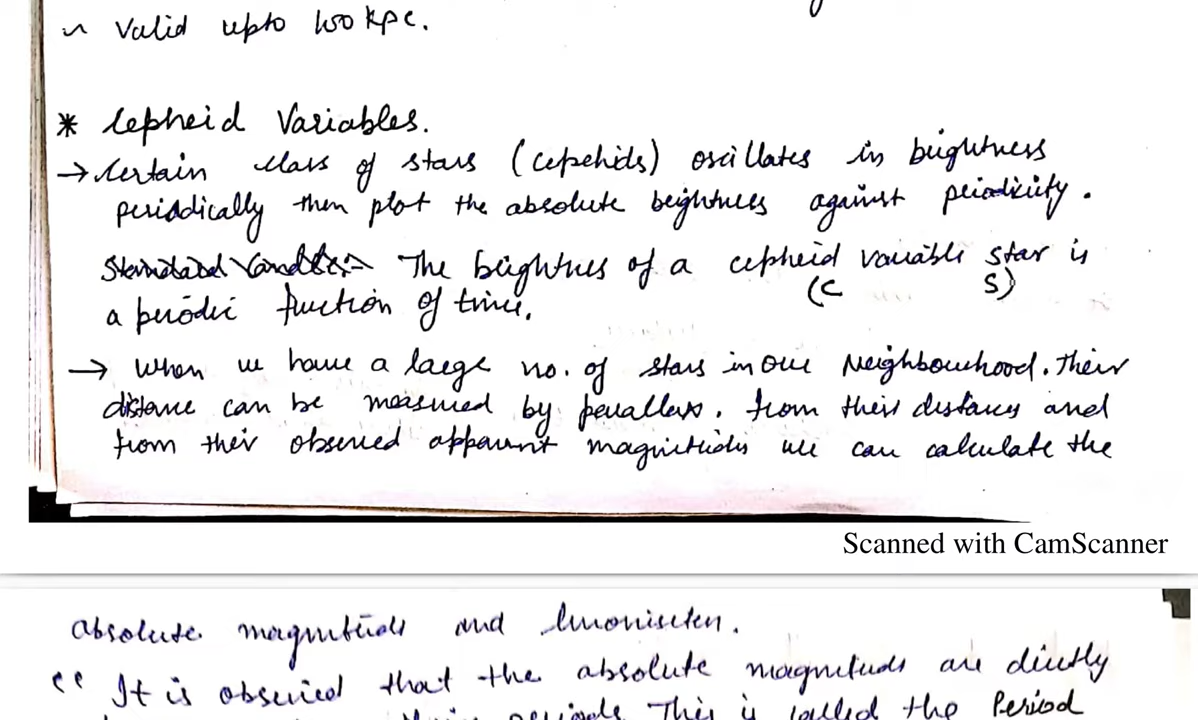 ~ Valid upto 100 kpc.
* Cepheid Variables.
→ Certain class of stars (cepehids) oscillates in brightness
periodically then plot the absolute brightness against periodicity.
Standard Candles → The brightness of a cepheid variable star is
(C S)
a periodic function of time.
→ When we have a large no. of stars in our Neighbourhood. Their
distance can be measured by parallax. from their distances and
from their observed apparent magnitudes we can calculate the
Scanned with CamScanner
absolute magnitudes and
" It is observed that the absolute magnitudes are directly
their periods This is called the Period